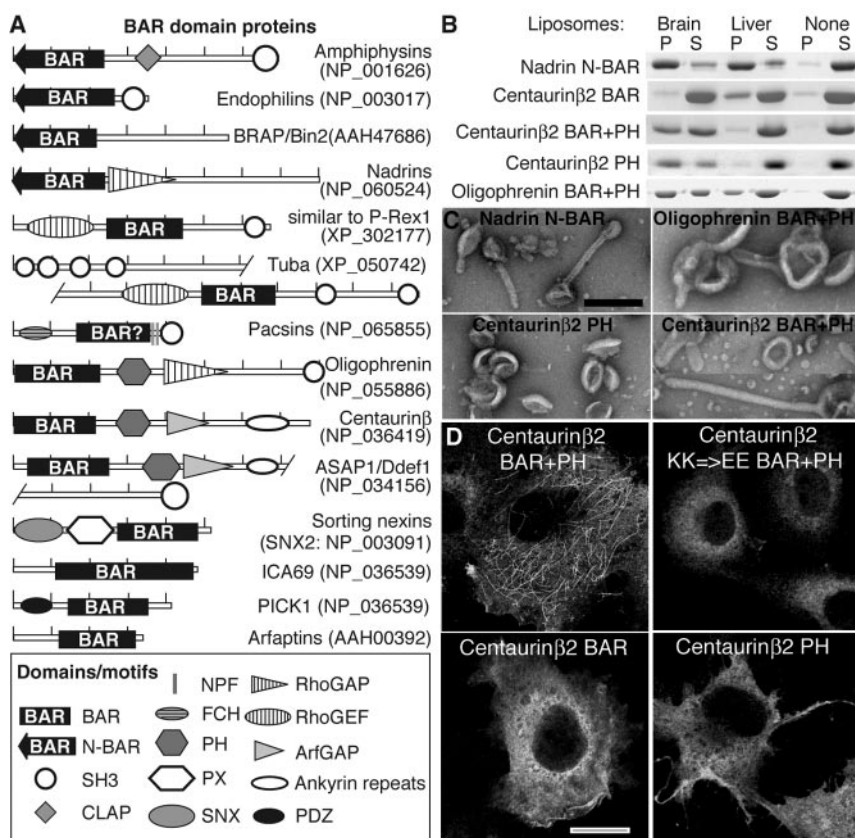 A
BAR domain proteins
BAR
Amphiphysins
(NP_001626)
BAR
Endophilins (NP_003017)
BAR
BRAP/Bin2(AAH47686)
BAR
Nadrins
(NP_060524)
BAR
similar to P-Rex1
(XP_302177)
Tuba (XP_050742)
BAR
BAR?
Pacsins (NP_065855)
BAR
Oligophrenin
(NP_055886)
BAR
Centaurinβ
(NP_036419)
BAR
ASAP1/Ddef1
(NP_034156)
BAR
Sorting nexins
(SNX2: NP_003091)
BAR
ICA69 (NP_036539)
BAR
PICK1 (NP_036539)
BAR
Arfaptins (AAH00392)
Domains/motifs
BAR BAR
BAR N-BAR
SH3
CLAP
NPF
FCH
PH
PX
SNX
RhoGAP
RhoGEF
ArfGAP
Ankyrin repeats
PDZ
B
Liposomes: Brain Liver None
P S P S P S
Nadrin N-BAR
Centaurinβ2 BAR
Centaurinβ2 BAR+PH
Centaurinβ2 PH
Oligophrenin BAR+PH
C
Nadrin N-BAR
Oligophrenin BAR+PH
Centaurinβ2 PH
Centaurinβ2 BAR+PH
D
Centaurinβ2
BAR+PH
Centaurinβ2
KK=>EE BAR+PH
Centaurinβ2 BAR
Centaurinβ2 PH